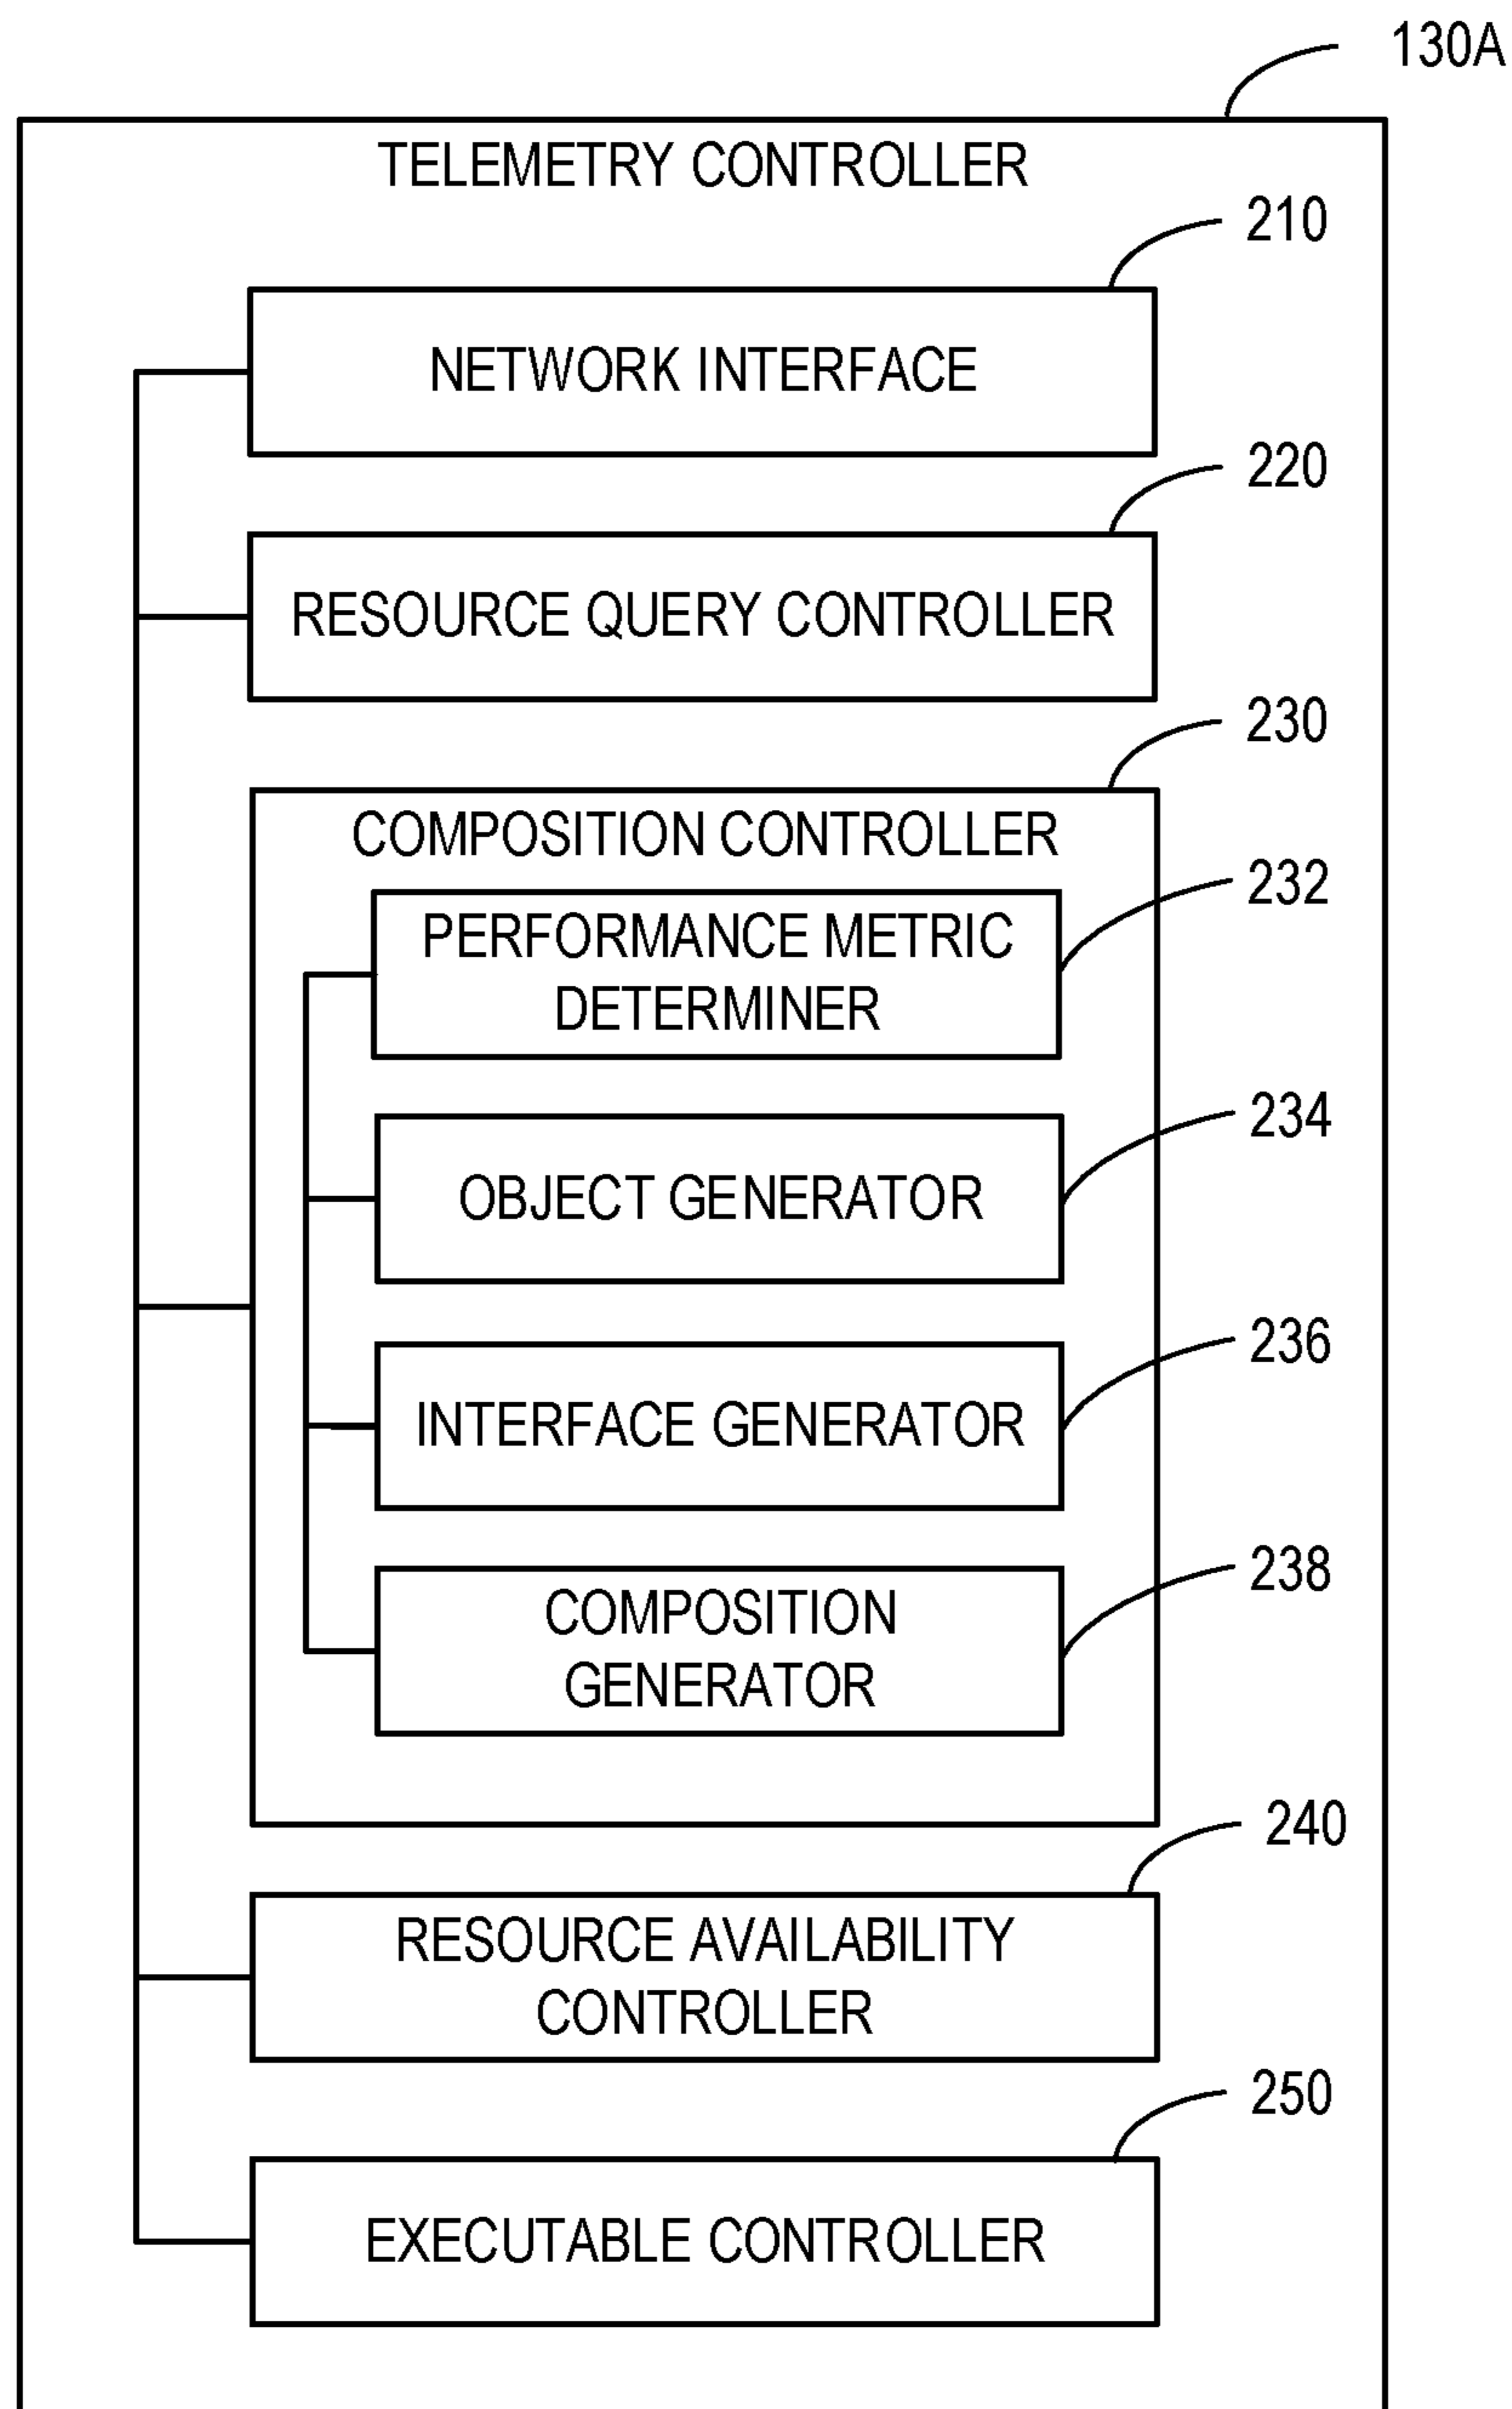 130A
TELEMETRY CONTROLLER
210
NETWORK INTERFACE
220
RESOURCE QUERY CONTROLLER
230
COMPOSITION CONTROLLER
232
PERFORMANCE METRIC
DETERMINER
234
OBJECT GENERATOR
236
INTERFACE GENERATOR
238
COMPOSITION
GENERATOR
240
RESOURCE AVAILABILITY
CONTROLLER
250
EXECUTABLE CONTROLLER